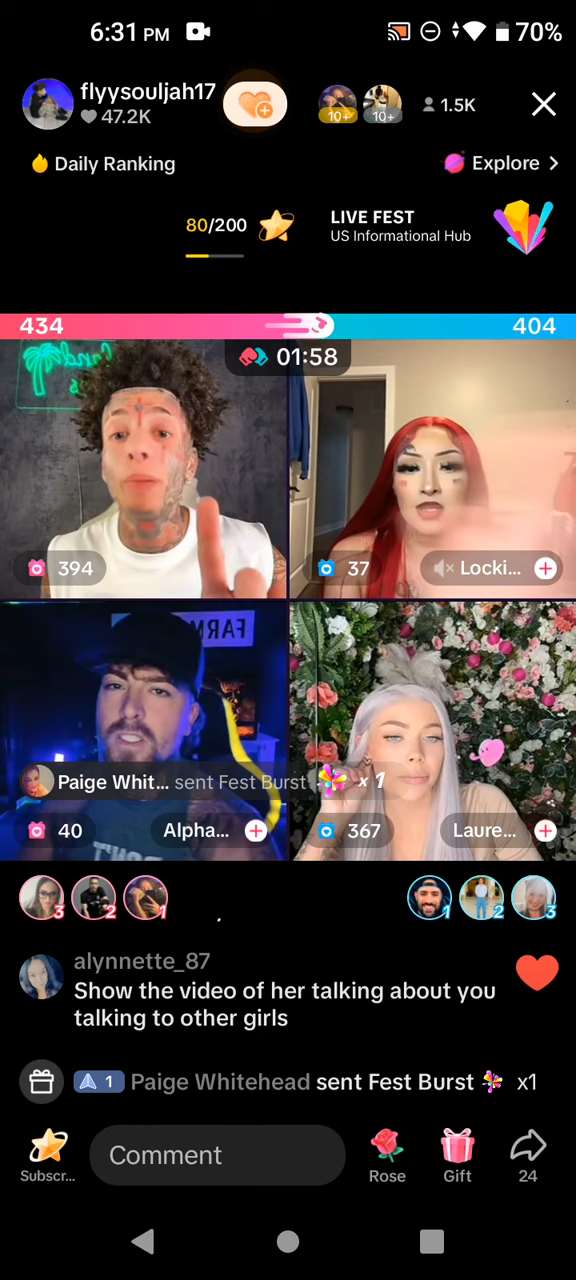 6:31 PM
70%
flyysouljah17
47.2K
10+
10+
1.5K
Daily Ranking
Explore
80/200
LIVE FEST
US Informational Hub
434
404
01:58
394
37
Locki...
FARM
Paige Whit... sent Fest Burst x 1
40
Alpha...
367
Laure...
3
2
1
1
2
3
alynnette_87
Show the video of her talking about you
talking to other girls
1 Paige Whitehead sent Fest Burst x1
Subscr...
Comment
Rose
Gift
24